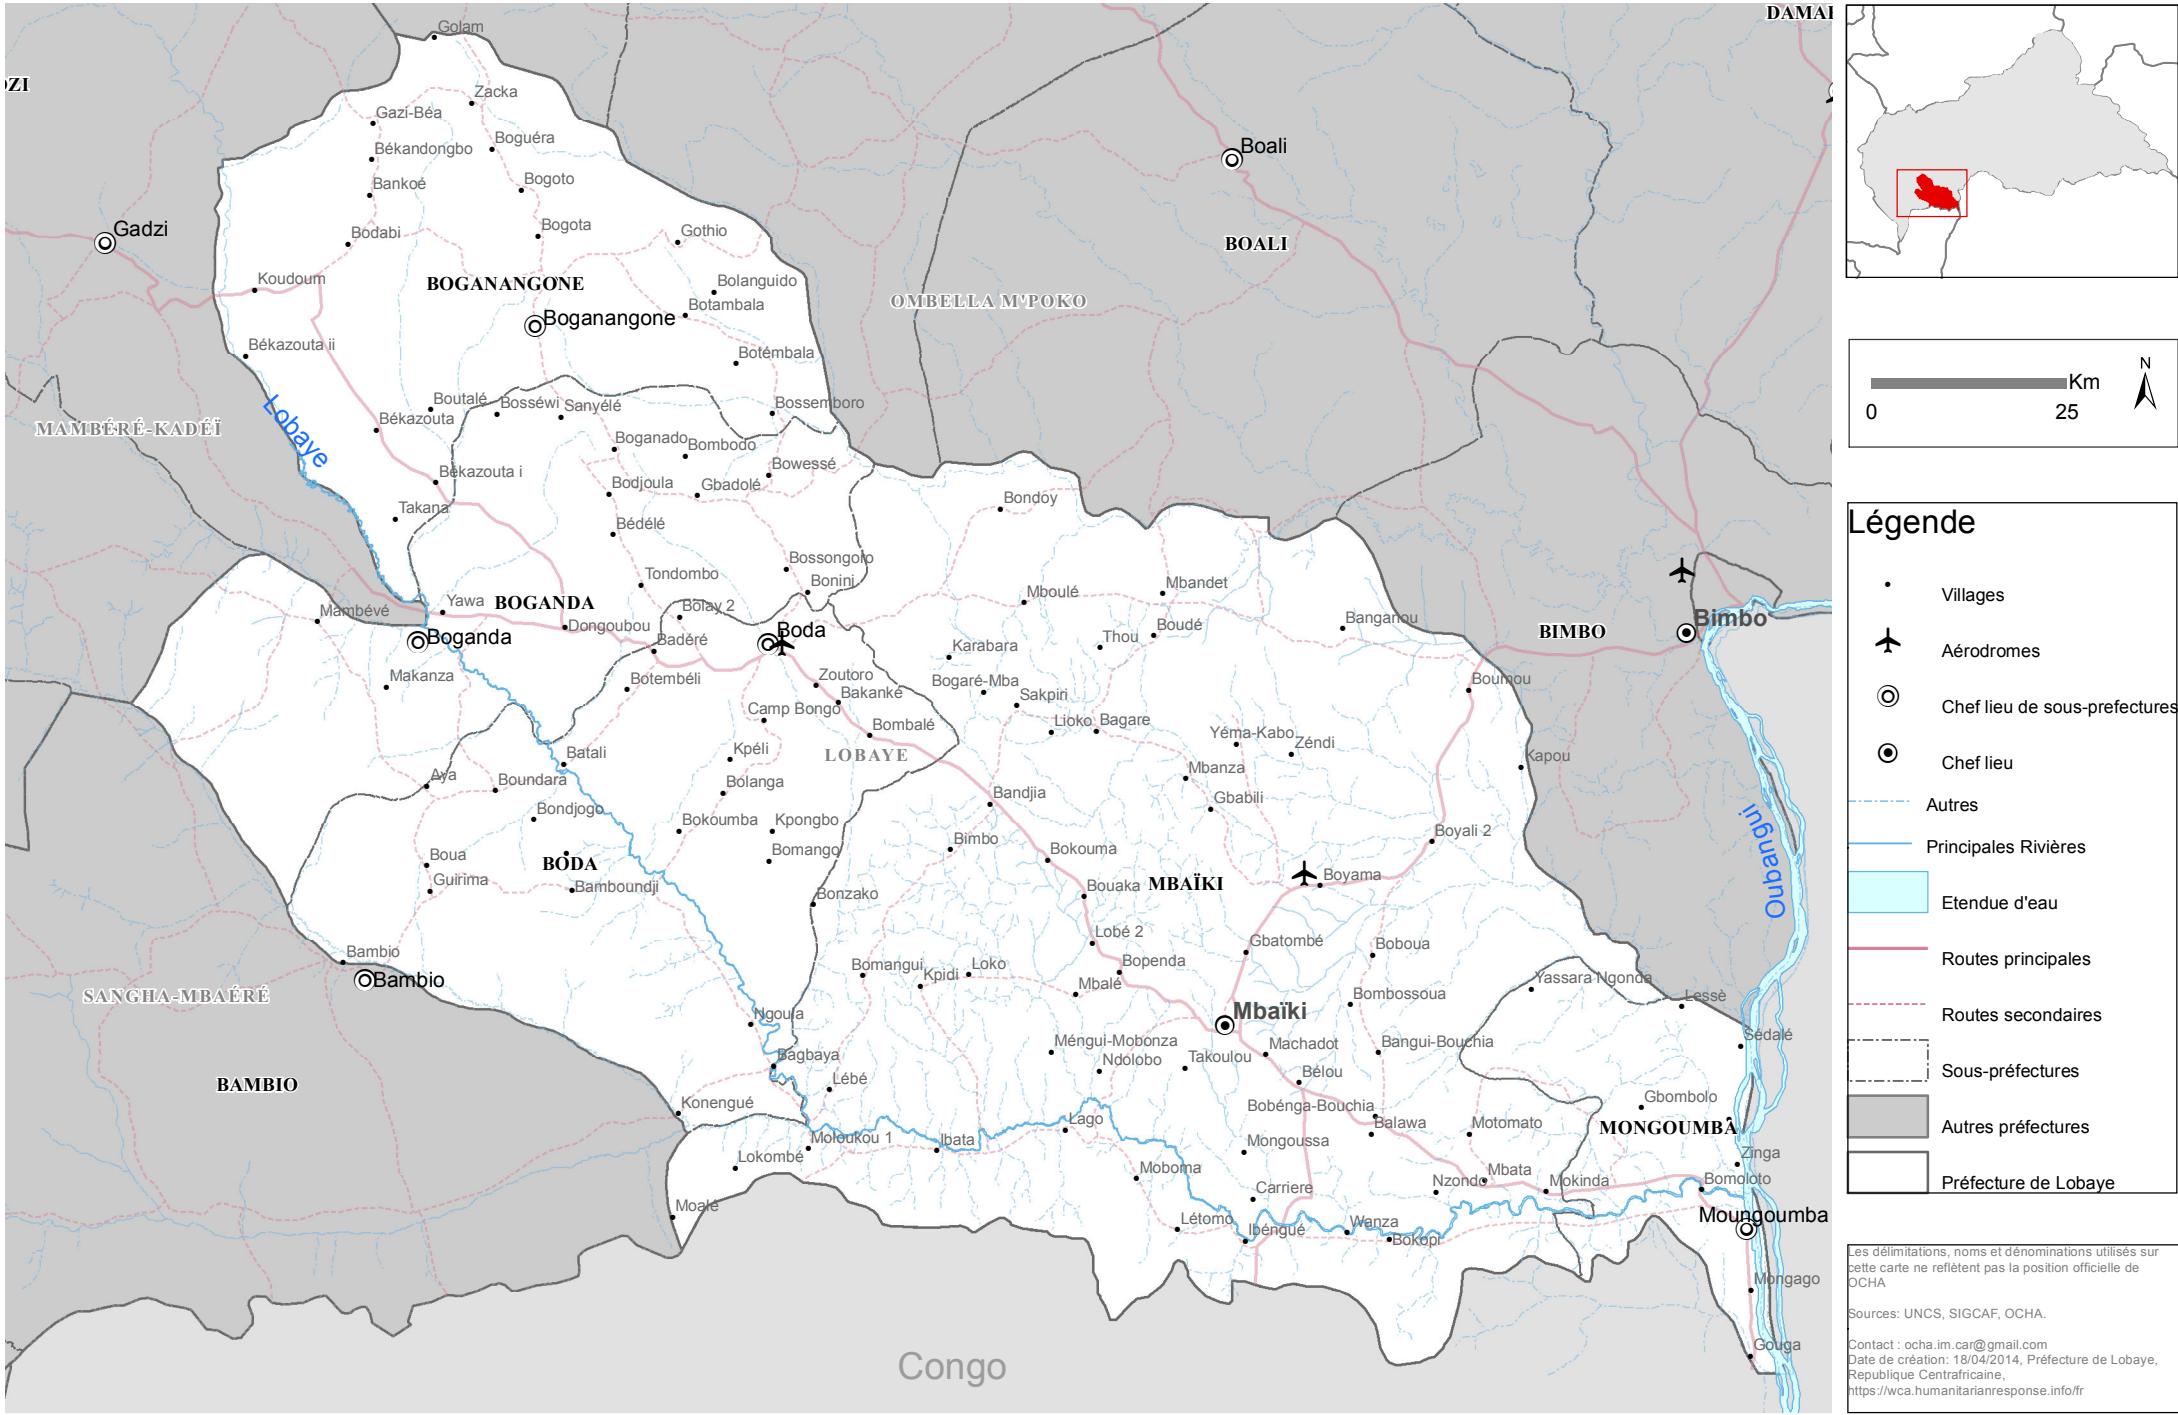 DAMAI
ZI
Golam
Zacka
Gazi-Béa
Boguéra
Békandongbo
Bankoé
Bogoto
Boali
Gadzi
Bodabi
Bogota
Gothio
BOALI
Koudoum
BOGANANGONE
Bolanguido
OMBELLA M'POKO
Botambala
Boganangone
Békazouta ii
Botémbala
Lobaye
Boutalé
Bosséwi
Sanyélé
Bossemboro
MAMBÉRÉ-KADÉÏ
Békazouta
Boganado
Bombodo
Békazouta i
Bowessé
Bodjoula
Gbadolé
Bondoy
Takana
Bédélé
Bossongoro
Tondombo
Bonini
Mbandet
Mboulé
Mambévé
Yawa
BOGANDA
Bolay 2
Banganou
Bimbo
BIMBO
Boganda
Dongoubou
Badéré
Boda
Thou
Boudé
Karabara
Makanza
Botembéli
Zoutoro
Bakanké
Bogaré-Mba
Sakpiri
Boumou
Camp Bongo
Bombalé
Lioko
Bagare
Yéma-Kabo
Zéndi
Batali
Kpéli
LOBAYE
Kapou
Aya
Boundara
Bolanga
Mbanza
Bandjia
Gbabili
Bondjogo
Bokoumba
Kpongbo
Bimbo
Boyali 2
Oubangui
Boua
BODA
Bomango
Bokouma
Guirima
Bamboundji
Bouaka
MBAÏKI
Boyama
Bonzako
Lobé 2
Gbatombé
Boboua
Bambio
Bambio
Bomangui
Kpidi
Loko
Bopenda
Mbalé
SANGHA-MBAÉRÉ
Yassara Ngonda
Lessè
Bombossoua
Ngoula
Mbaïki
Sédalé
Bagbaya
Méngui-Mobonza
Ndolobo
Takoulou
Machadot
Bangui-Bouchia
BAMBIO
Lébé
Bélou
Konengué
Gbombolo
Bobénga-Bouchia
Lago
Balawa
Motomato
MONGOUMBA
Moloukou 1
Ibata
Mongoussa
Lokombé
Moboma
Zinga
Carriere
Nzondo
Mbata
Mokinda
Bomoloto
Moalé
Létomo
Ibéngué
Wanza
Bokopi
Moungoumba
Mongago
Gouga
Congo
Km
0
25
N
Légende
Villages
Aérodromes
Chef lieu de sous-prefectures
Chef lieu
Autres
Principales Rivières
Etendue d'eau
Routes principales
Routes secondaires
Sous-préfectures
Autres préfectures
Préfecture de Lobaye
Les délimitations, noms et dénominations utilisés sur
cette carte ne reflètent pas la position officielle de
OCHA
Sources: UNCS, SIGCAF, OCHA.
Contact : ocha.im.car@gmail.com
Date de création: 18/04/2014, Préfecture de Lobaye,
Republique Centrafricaine,
https://wca.humanitarianresponse.info/fr